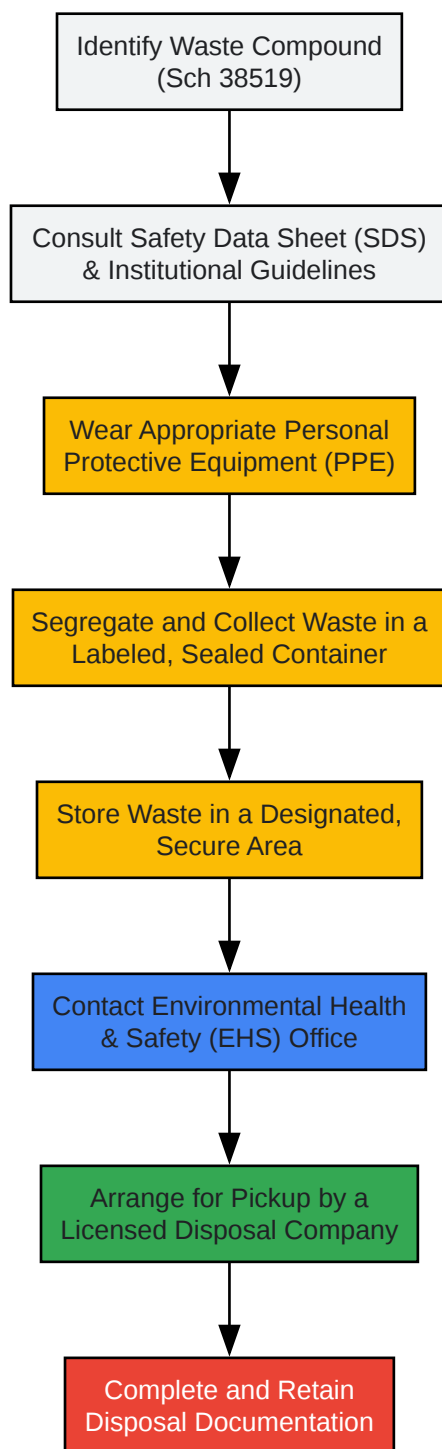 Identify Waste Compound
(Sch 38519)
Consult Safety Data Sheet (SDS)
& Institutional Guidelines
Wear Appropriate Personal
Protective Equipment (PPE)
Segregate and Collect Waste in a
Labeled, Sealed Container
Store Waste in a Designated,
Secure Area
Contact Environmental Health
& Safety (EHS) Office
Arrange for Pickup by a
Licensed Disposal Company
Complete and Retain
Disposal Documentation